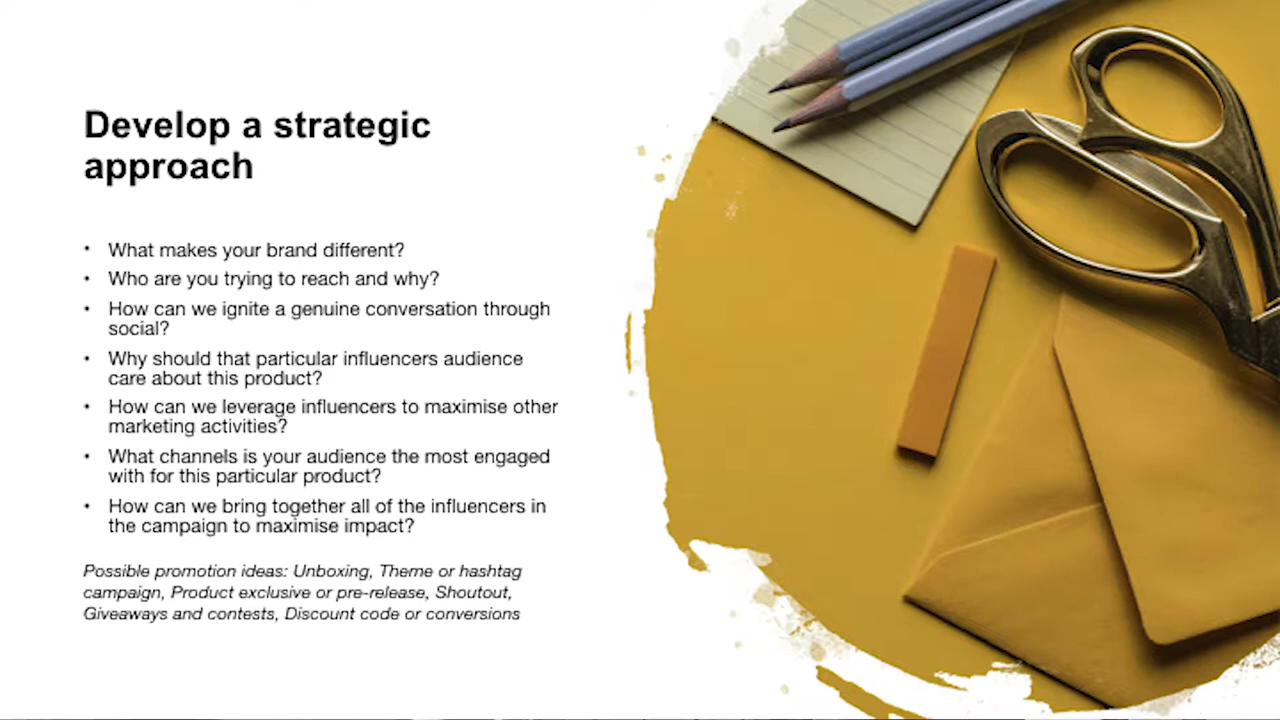 Develop a strategic
approach
• What makes your brand different?
• Who are you trying to reach and why?
• How can we ignite a genuine conversation through
social?
• Why should that particular influencers audience
care about this product?
• How can we leverage influencers to maximise other
marketing activities?
• What channels is your audience the most engaged
with for this particular product?
• How can we bring together all of the influencers in
the campaign to maximise impact?
Possible promotion ideas: Unboxing, Theme or hashtag
campaign, Product exclusive or pre-release, Shoutout,
Giveaways and contests, Discount code or conversions